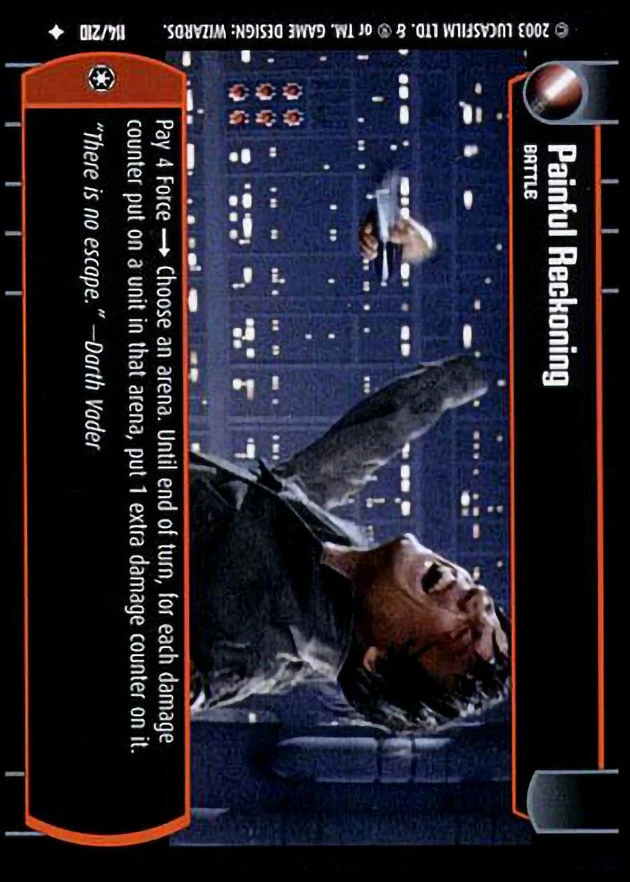 Painful Reckoning
BATTLE
Pay 4 Force → Choose an arena. Until end of turn, for each damage
counter put on a unit in that arena, put 1 extra damage counter on it.
"There is no escape." —Darth Vader
© 2003 LUCASFILM LTD. & ® or TM. GAME DESIGN: WIZARDS.
114/210